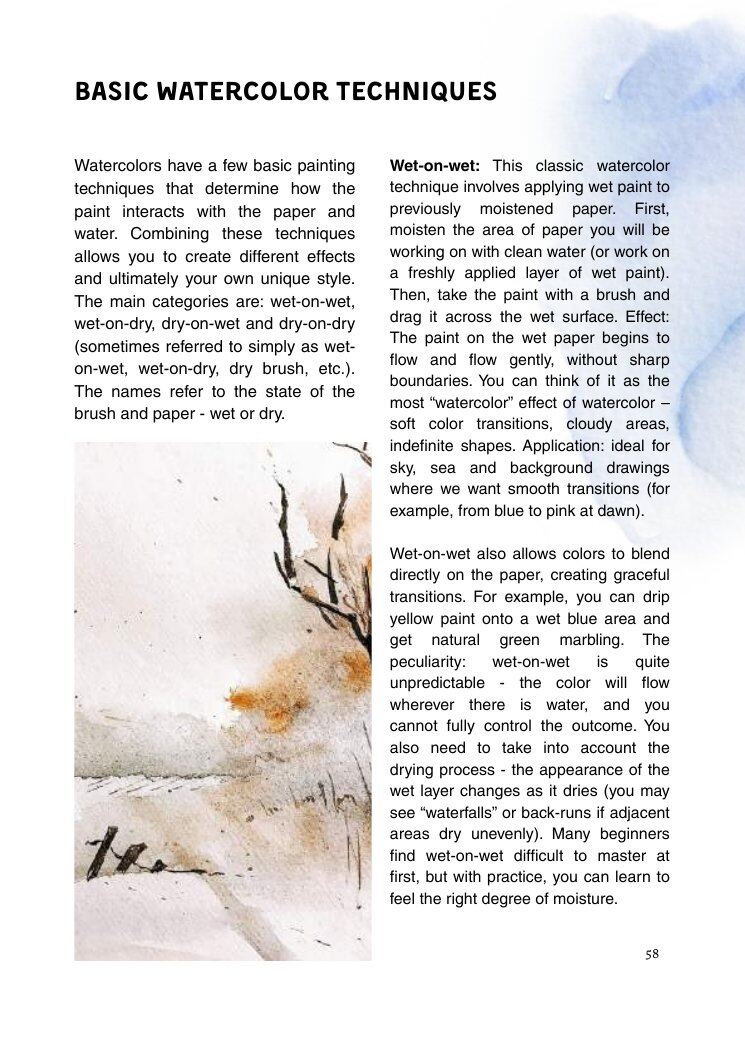 BASIC WATERCOLOR TECHNIQUES
Watercolors have a few basic painting
techniques that determine how the
paint interacts with the paper and
water. Combining these techniques
allows you to create different effects
and ultimately your own unique style.
The main categories are: wet-on-wet,
wet-on-dry, dry-on-wet and dry-on-dry
(sometimes referred to simply as wet-
on-wet, wet-on-dry, dry brush, etc.).
The names refer to the state of the
brush and paper - wet or dry.
Wet-on-wet: This classic watercolor
technique involves applying wet paint to
previously moistened paper. First,
moisten the area of paper you will be
working on with clean water (or work on
a freshly applied layer of wet paint).
Then, take the paint with a brush and
drag it across the wet surface. Effect:
The paint on the wet paper begins to
flow and flow gently, without sharp
boundaries. You can think of it as the
most “watercolor” effect of watercolor –
soft color transitions, cloudy areas,
indefinite shapes. Application: ideal for
sky, sea and background drawings
where we want smooth transitions (for
example, from blue to pink at dawn).
Wet-on-wet also allows colors to blend
directly on the paper, creating graceful
transitions. For example, you can drip
yellow paint onto a wet blue area and
get natural green marbling. The
peculiarity: wet-on-wet is quite
unpredictable - the color will flow
wherever there is water, and you
cannot fully control the outcome. You
also need to take into account the
drying process - the appearance of the
wet layer changes as it dries (you may
see “waterfalls” or back-runs if adjacent
areas dry unevenly). Many beginners
find wet-on-wet difficult to master at
first, but with practice, you can learn to
feel the right degree of moisture.
58